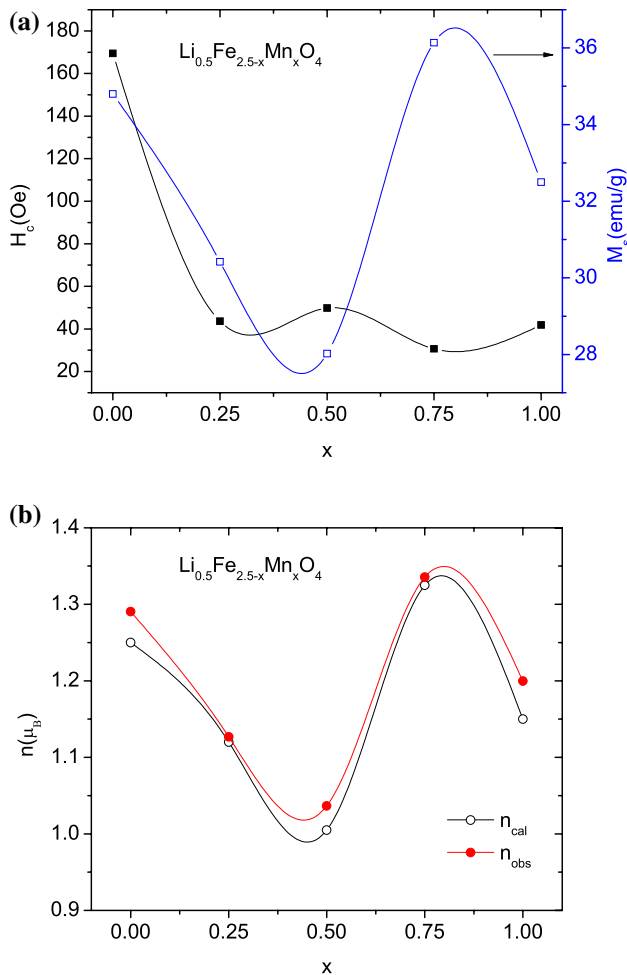 (a)
Li0.5Fe2.5-xMnxO4
Hc(Oe)
180
160
140
120
100
80
60
40
20
36
34
32
30
28
Ms(emu/g)
0.00 0.25 0.50 0.75 1.00
x
(b)
Li0.5Fe2.5-xMnxO4
n(μB)
1.4
1.3
1.2
1.1
1.0
0.9
ncal
nobs
0.00 0.25 0.50 0.75 1.00
x